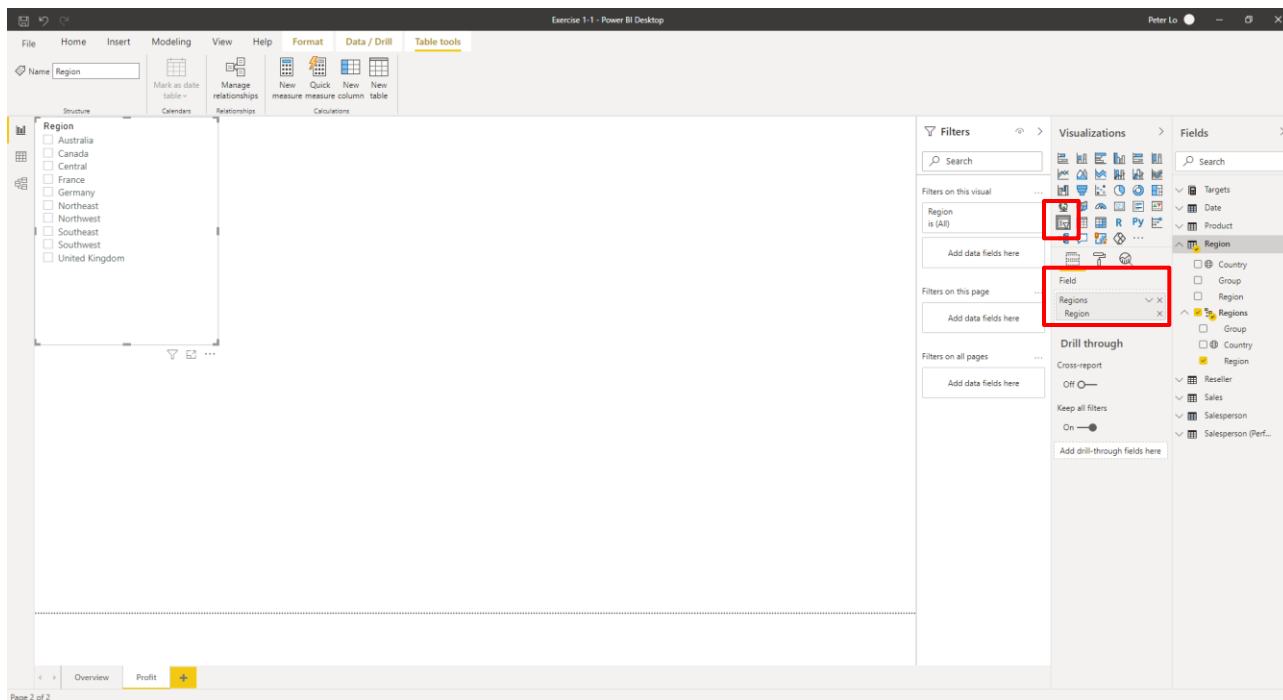 Exercise 1-1 - Power BI Desktop
Peter Lo
File Home Insert Modeling View Help Format Data / Drill Table tools
Name Region
Mark as date table
Manage relationships
New measure
Quick measure
New column
New table
Structure
Calendars
Relationships
Calculations
Region
Australia
Canada
Central
France
Germany
Northeast
Northwest
Southeast
Southwest
United Kingdom
Filters
Search
Filters on this visual
...
Region
is (All)
Add data fields here
Filters on this page
...
Add data fields here
Filters on all pages
...
Add data fields here
Visualizations
R Py
...
Field
Regions
Region
Drill through
Cross-report
Off
Keep all filters
On
Add drill-through fields here
Fields
Search
Targets
Date
Product
Region
Country
Group
Region
Regions
Group
Country
Region
Reseller
Sales
Salesperson
Salesperson (Perf...
Overview
Profit
+
Page 2 of 2